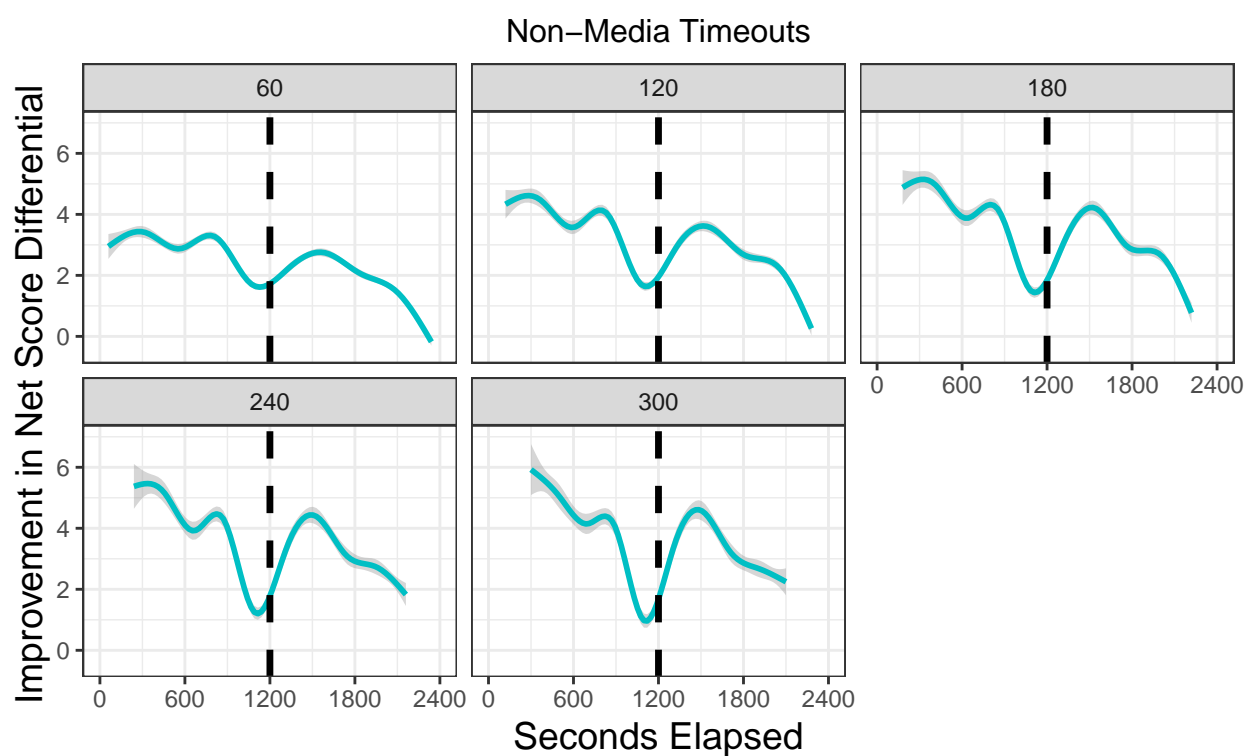 Non−Media Timeouts
Improvement in Net Score Differential
60
120
180
6
4
2
0
0 600 1200 1800 2400
240
300
6
4
2
0
0 600 1200 1800 2400
0 600 1200 1800 2400
Seconds Elapsed